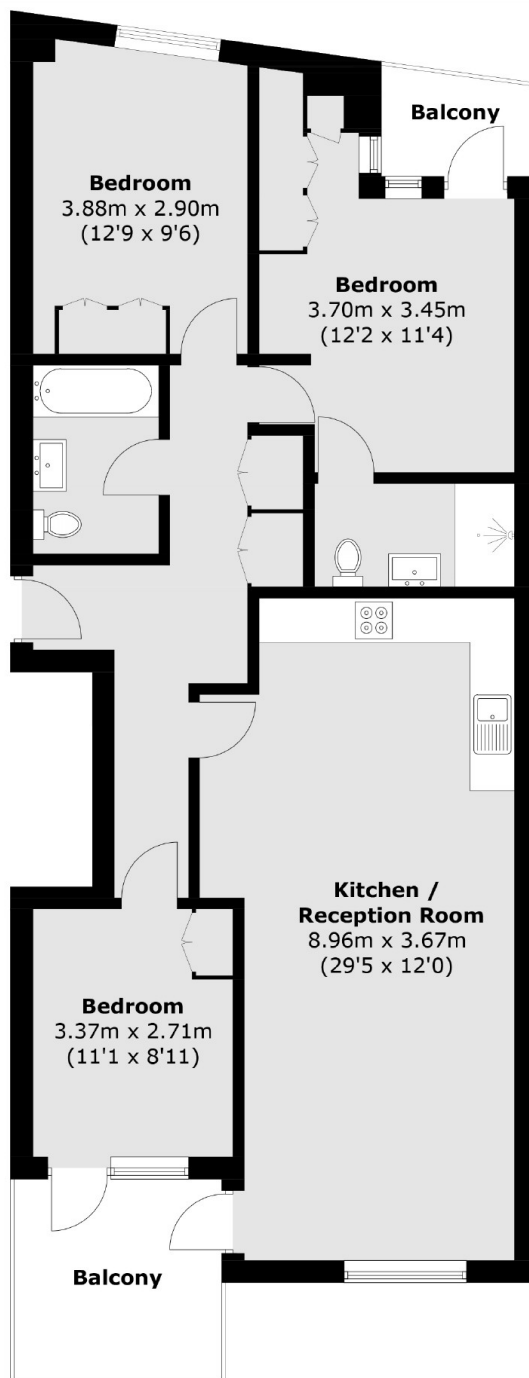 Balcony
Bedroom
3.88m x 2.90m
(12'9 x 9'6)
Bedroom
3.70m x 3.45m
(12'2 x 11'4)
Kitchen /
Reception Room
8.96m x 3.67m
(29'5 x 12'0)
Bedroom
3.37m x 2.71m
(11'1 x 8'11)
Balcony